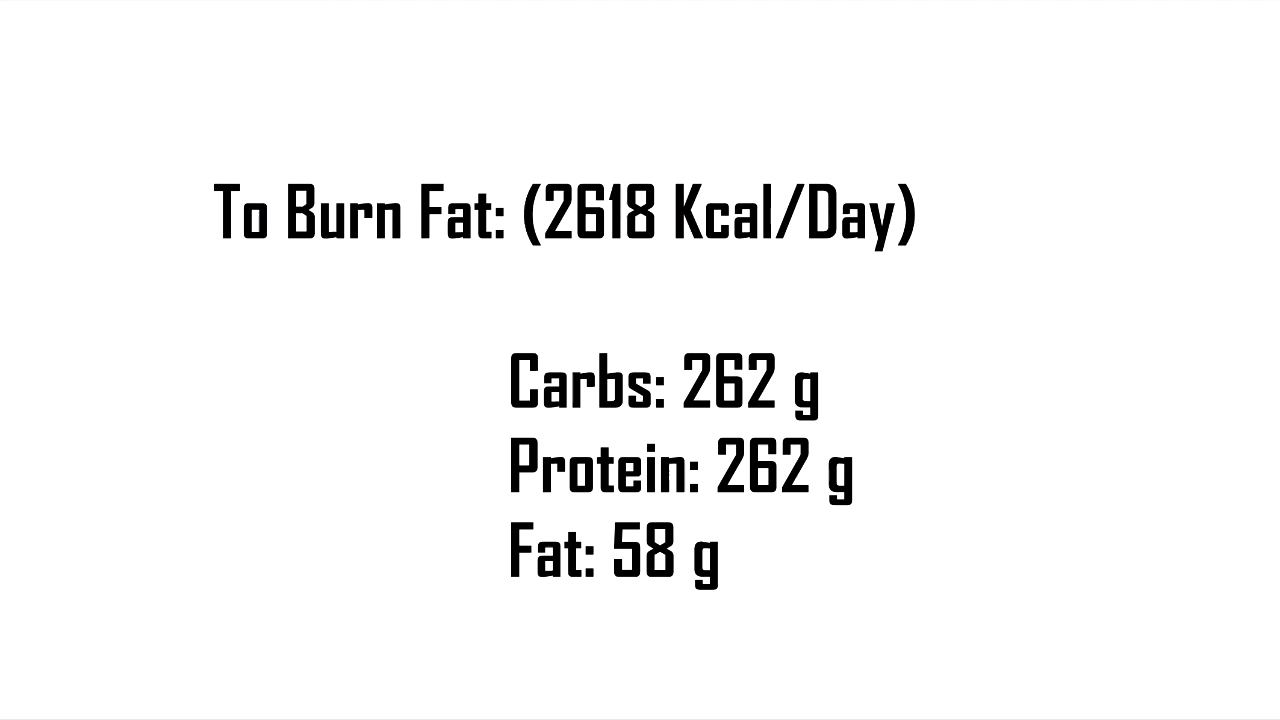 To Burn Fat: (2618 Kcal/Day)
Carbs: 262 g
Protein: 262 g
Fat: 58 g